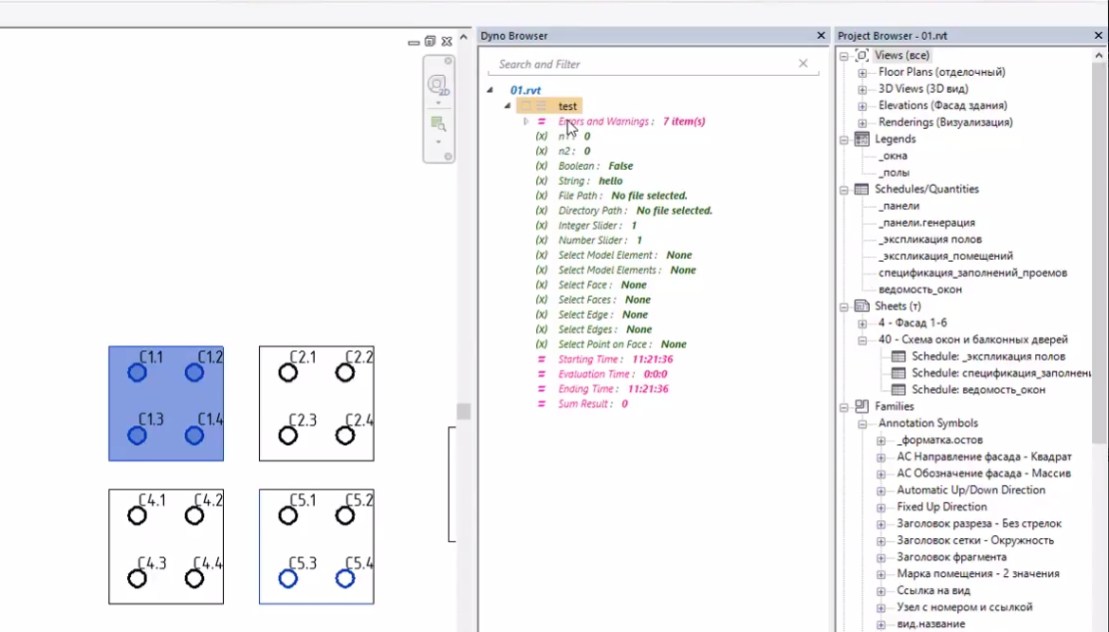 C1.1
C1.2
C1.3
C1.4
C2.1
C2.2
C2.3
C2.4
C4.1
C4.2
C4.3
C4.4
C5.1
C5.2
C5.3
C5.4
2D
Dyno Browser
Search and Filter
01.rvt
test
Errors and Warnings : 7 item(s)
(x) n1 : 0
(x) n2 : 0
(x) Boolean : False
(x) String : hello
(x) File Path : No file selected.
(x) Directory Path : No file selected.
(x) Integer Slider : 1
(x) Number Slider : 1
(x) Select Model Element : None
(x) Select Model Elements : None
(x) Select Face : None
(x) Select Faces : None
(x) Select Edge : None
(x) Select Edges : None
(x) Select Point on Face : None
= Starting Time : 11:21:36
= Evaluation Time : 0:0:0
= Ending Time : 11:21:36
= Sum Result : 0
Project Browser - 01.rvt
Views (все)
Floor Plans (отделочный)
3D Views (3D вид)
Elevations (Фасад здания)
Renderings (Визуализация)
Legends
_окна
_полы
Schedules/Quantities
_панели
_панели.генерация
_экспликация полов
_экспликация_помещений
спецификация_заполнений_проемов
ведомость_окон
Sheets (т)
4 - Фасад 1-6
40 - Схема окон и балконных дверей
Schedule: _экспликация полов
Schedule: спецификация_заполнени
Schedule: ведомость_окон
Families
Annotation Symbols
_форматка.остов
АС Направление фасада - Квадрат
АС Обозначение фасада - Массив
Automatic Up/Down Direction
Fixed Up Direction
Заголовок разреза - Без стрелок
Заголовок сетки - Окружность
Заголовок фрагмента
Марка помещения - 2 значения
Ссылка на вид
Узел с номером и ссылкой
вид.название